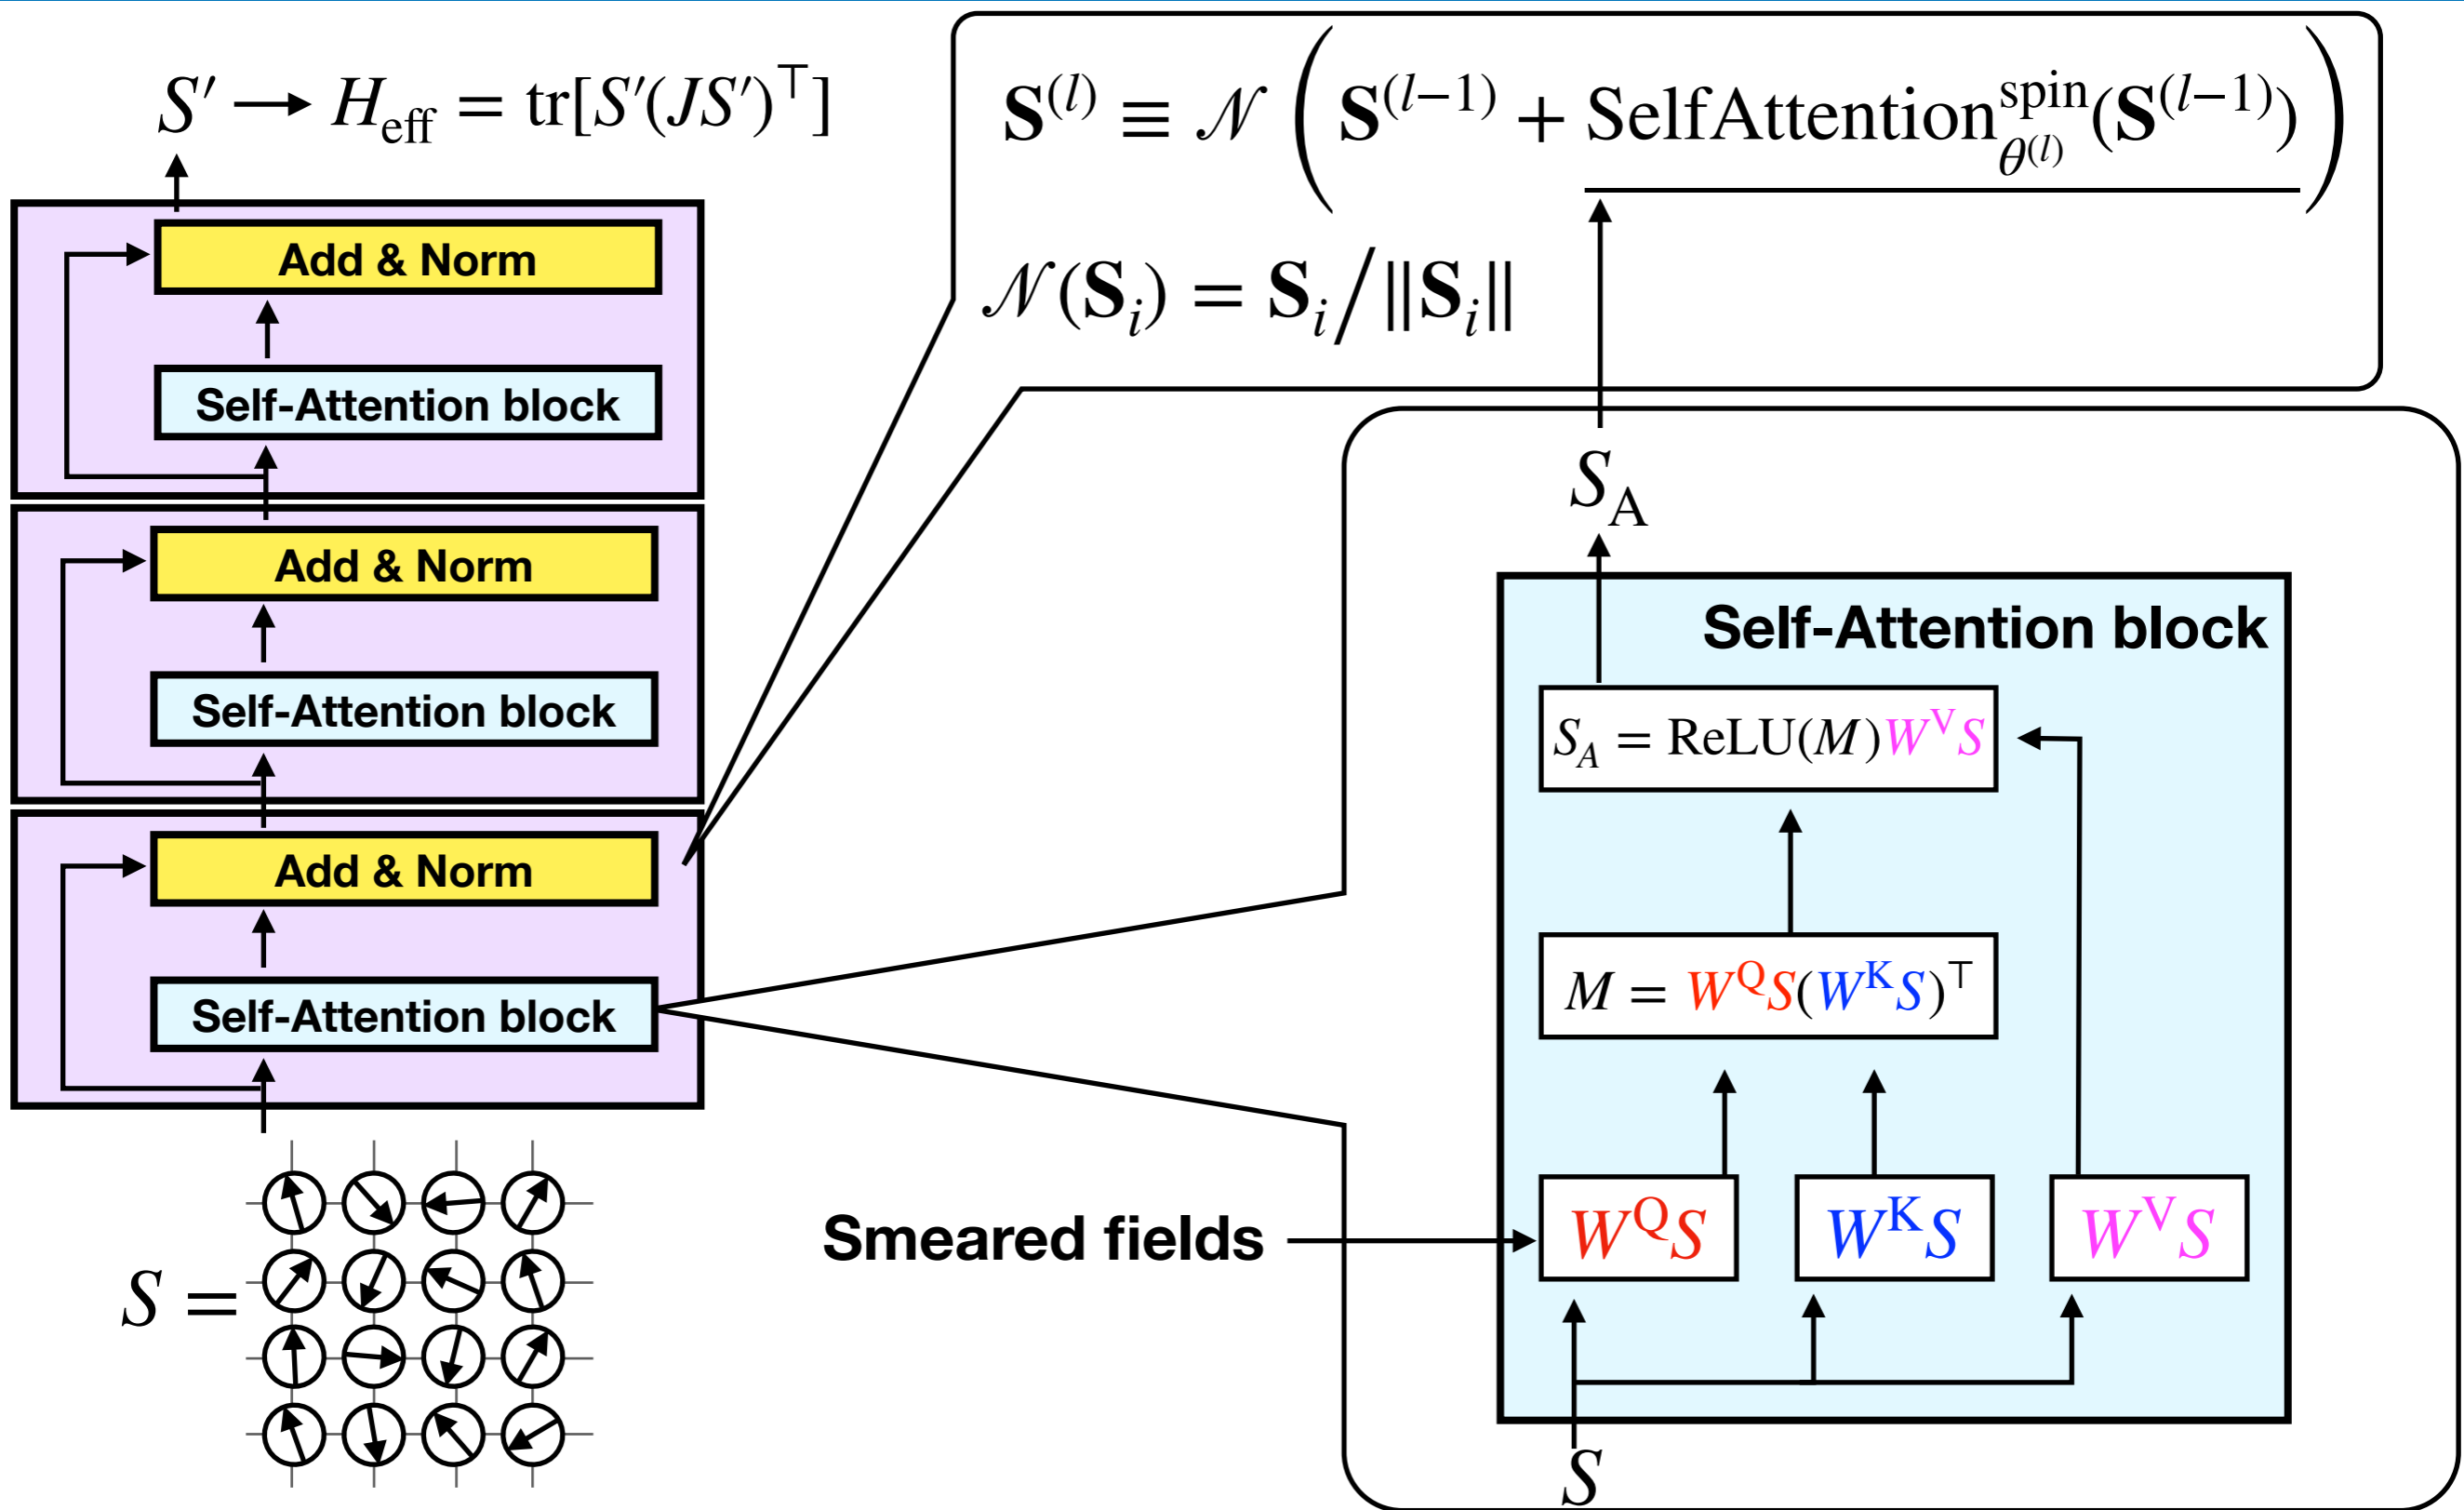 S′ → H_eff = tr[S′(JS′)^⊤]
Add & Norm
Self-Attention block
Add & Norm
Self-Attention block
Add & Norm
Self-Attention block
S =
S^(l) ≡ 𝒩 ( S^(l−1) + SelfAttention^spin_θ^(l) (S^(l−1)) )
𝒩(S_i) = S_i/‖S_i‖
S_A
Self-Attention block
S_A = ReLU(M)W^V S
M = W^Q S(W^K S)^⊤
Smeared fields
W^Q S
W^K S
W^V S
S